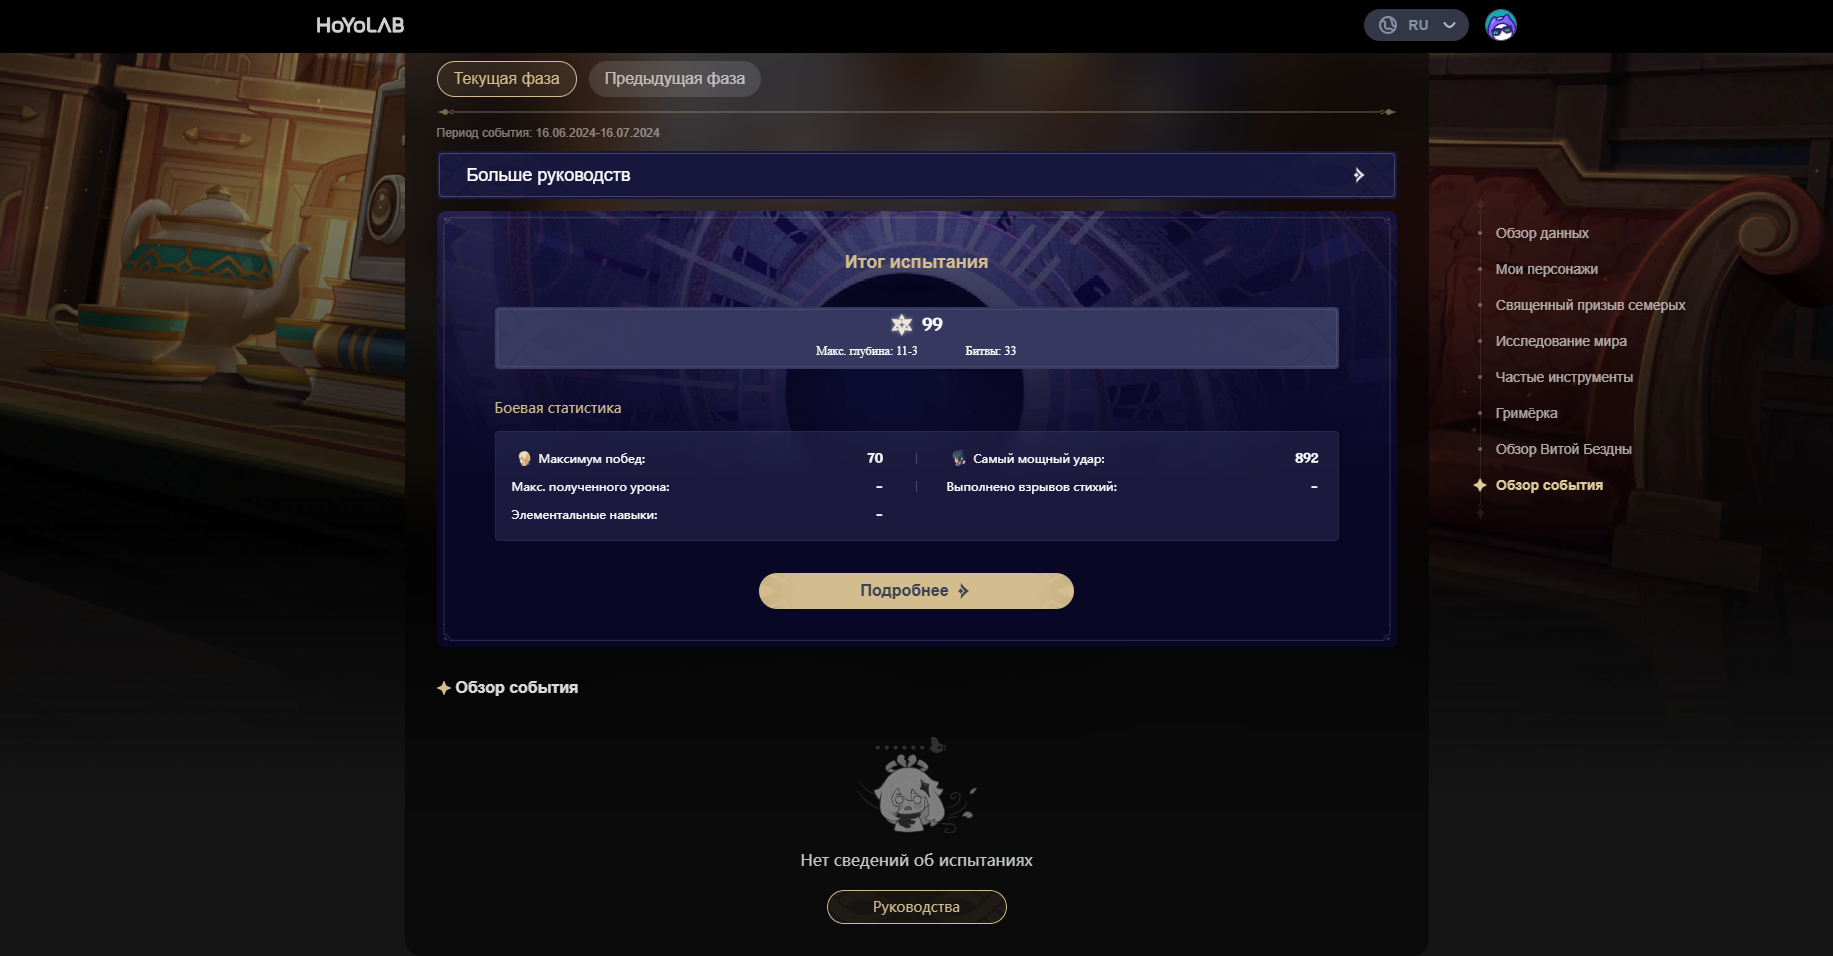 HoYoLAB
RU
Текущая фаза
Предыдущая фаза
Период события: 16.06.2024-16.07.2024
Больше руководств
Итог испытания
99
Макс. глубина: 11-3 Битвы: 33
Боевая статистика
Максимум побед: 70
Самый мощный удар: 892
Макс. полученного урона: –
Выполнено взрывов стихий: –
Элементальные навыки: –
Подробнее
Обзор события
Нет сведений об испытаниях
Руководства
Обзор данных
Мои персонажи
Священный призыв семерых
Исследование мира
Частые инструменты
Гримёрка
Обзор Витой Бездны
Обзор события